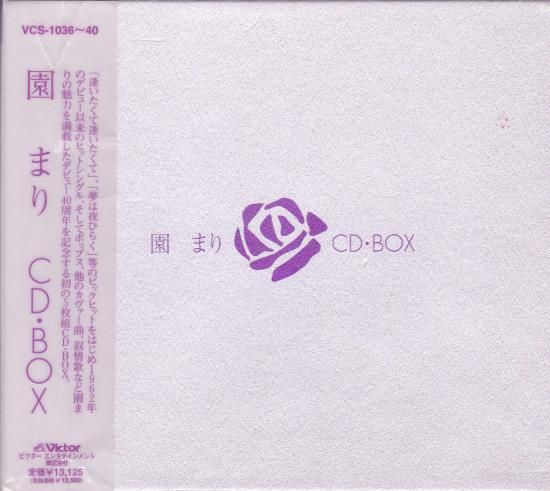 VCS-1036〜40
園 まり CD・BOX
「逢いたくて逢いたくて」、「夢は夜ひらく」等のビックヒットをはじめ1962年
のデビュー以来のヒットシングル、そしてポップス、他のカヴァー曲、叙情歌など園ま
りの魅力を満載したデビュー40周年を記念する初の5枚組CD・BOX。
Victor
ビクター エンタテインメント
株式会社
定価¥13,125
(税抜価格¥12,500)
園 まり CD・BOX